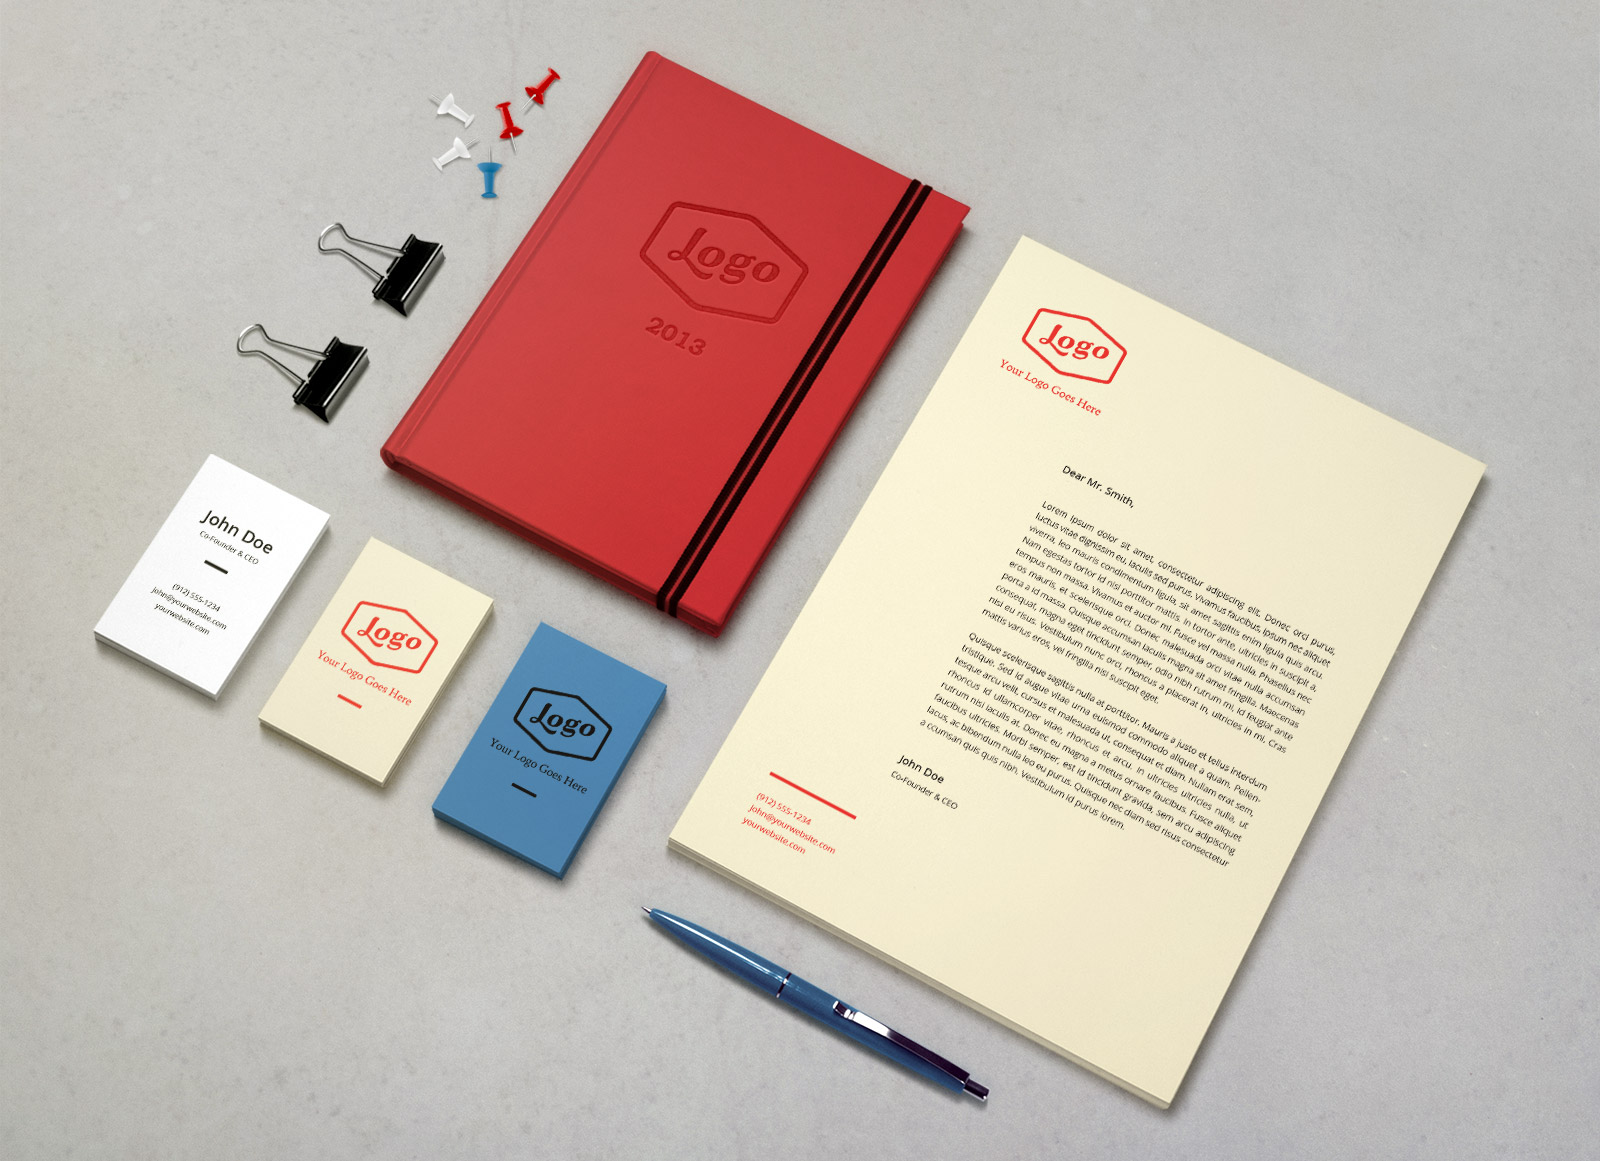 Logo
2013
Logo
Your Logo Goes Here
Dear Mr. Smith,
Lorem ipsum dolor sit amet, consectetur adipiscing elit. Donec orci purus,
luctus vitae dignissim eu, iaculis sed purus. Vivamus faucibus ipsum nec aliquet
viverra, leo mauris condimentum ligula, sit amet sagittis enim ligula quis arcu.
Nam egestas tortor id nisi porttitor mattis. In tortor ante, ultricies in suscipit a,
tempus non massa. Vivamus et auctor mi. Fusce vel massa nulla. Phasellus nec
eros mauris, et scelerisque orci. Donec malesuada orci vitae nulla accumsan
porta a id massa. Quisque accumsan iaculis magna sit amet fringilla. Maecenas
consequat, magna eget tincidunt semper, odio nibh rutrum mi, id feugiat ante
nisi eu risus. Vestibulum nunc orci, rhoncus a placerat in, ultricies in mi. Cras
mattis varius eros, vel fringilla nisi suscipit eget.
Quisque scelerisque sagittis nulla at porttitor. Mauris a justo et tellus interdum
tristique. Sed id augue vitae urna euismod commodo aliquet a quam. Pellen-
tesque arcu velit, cursus et malesuada ut, consequat et diam. Nullam erat sem,
rhoncus id ullamcorper vitae, rhoncus et arcu. In ultricies ultricies nulla, ut
rutrum nisi iaculis at. Donec eu magna a metus ornare faucibus. Fusce aliquet
faucibus ultricies. Morbi semper, est id tincidunt gravida, sem arcu adipiscing
lacus, ac bibendum nulla leo eu purus. Quisque nec diam sed risus consectetur
a ccumsan quis quis nibh. Vestibulum id purus lorem.
John Doe
Co-Founder & CEO
(912) 555-1234
john@yourwebsite.com
yourwebsite.com
John Doe
Co-Founder & CEO
(912) 555-1234
john@yourwebsite.com
yourwebsite.com
Logo
Your Logo Goes Here
Logo
Your Logo Goes Here